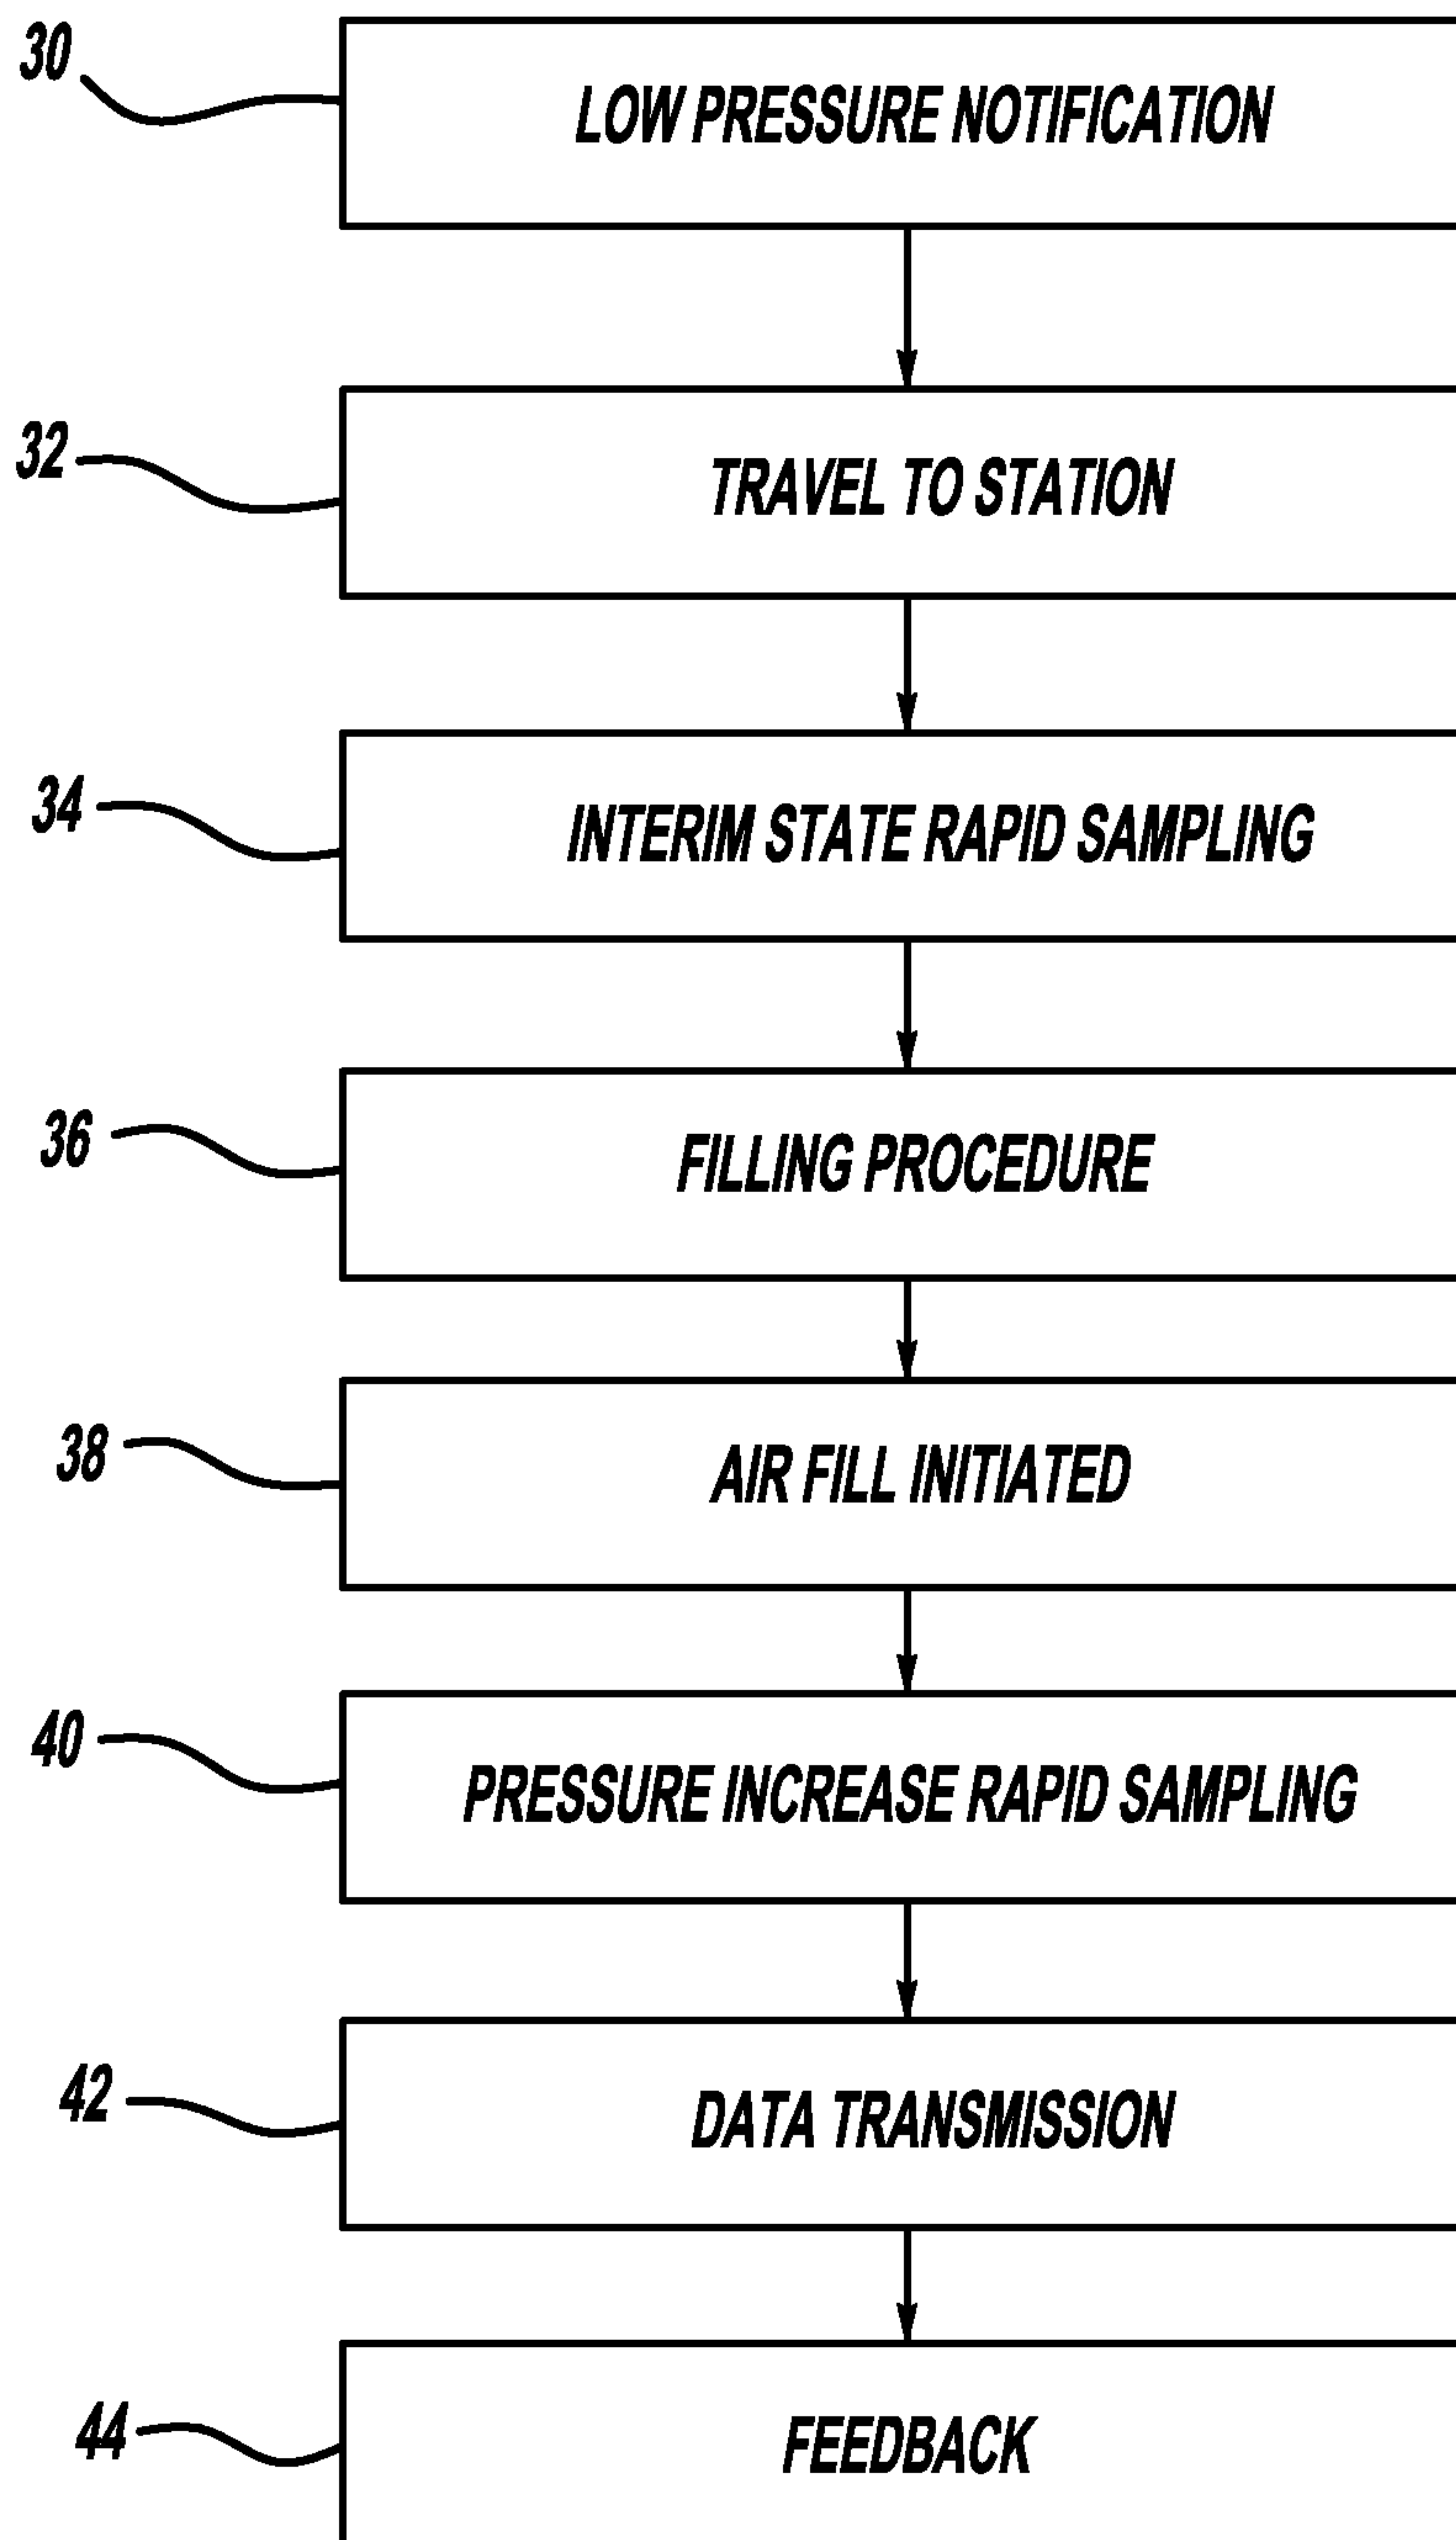 30 LOW PRESSURE NOTIFICATION
32 TRAVEL TO STATION
34 INTERIM STATE RAPID SAMPLING
36 FILLING PROCEDURE
38 AIR FILL INITIATED
40 PRESSURE INCREASE RAPID SAMPLING
42 DATA TRANSMISSION
44 FEEDBACK